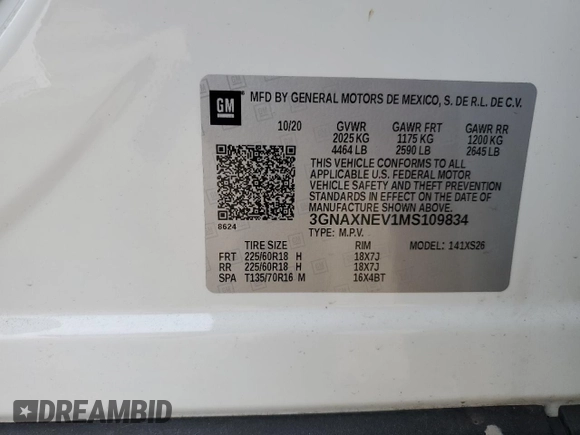 GM
MFD BY GENERAL MOTORS DE MEXICO, S. DE R.L. DE C.V.
10/20 GVWR GAWR FRT GAWR RR
2025 KG 1175 KG 1200 KG
4464 LB 2590 LB 2645 LB
THIS VEHICLE CONFORMS TO ALL
APPLICABLE U.S. FEDERAL MOTOR
VEHICLE SAFETY AND THEFT PREVENTION
STANDARDS IN EFFECT ON THE DATE OF
MANUFACTURE SHOWN ABOVE.
8624 3GNAXNEV1MS109834
TYPE: M.P.V. MODEL: 141XS26
TIRE SIZE RIM
FRT 225/60R18 H 18X7J
RR 225/60R18 H 18X7J
SPA T135/70R16 M 16X4BT
DREAMBID